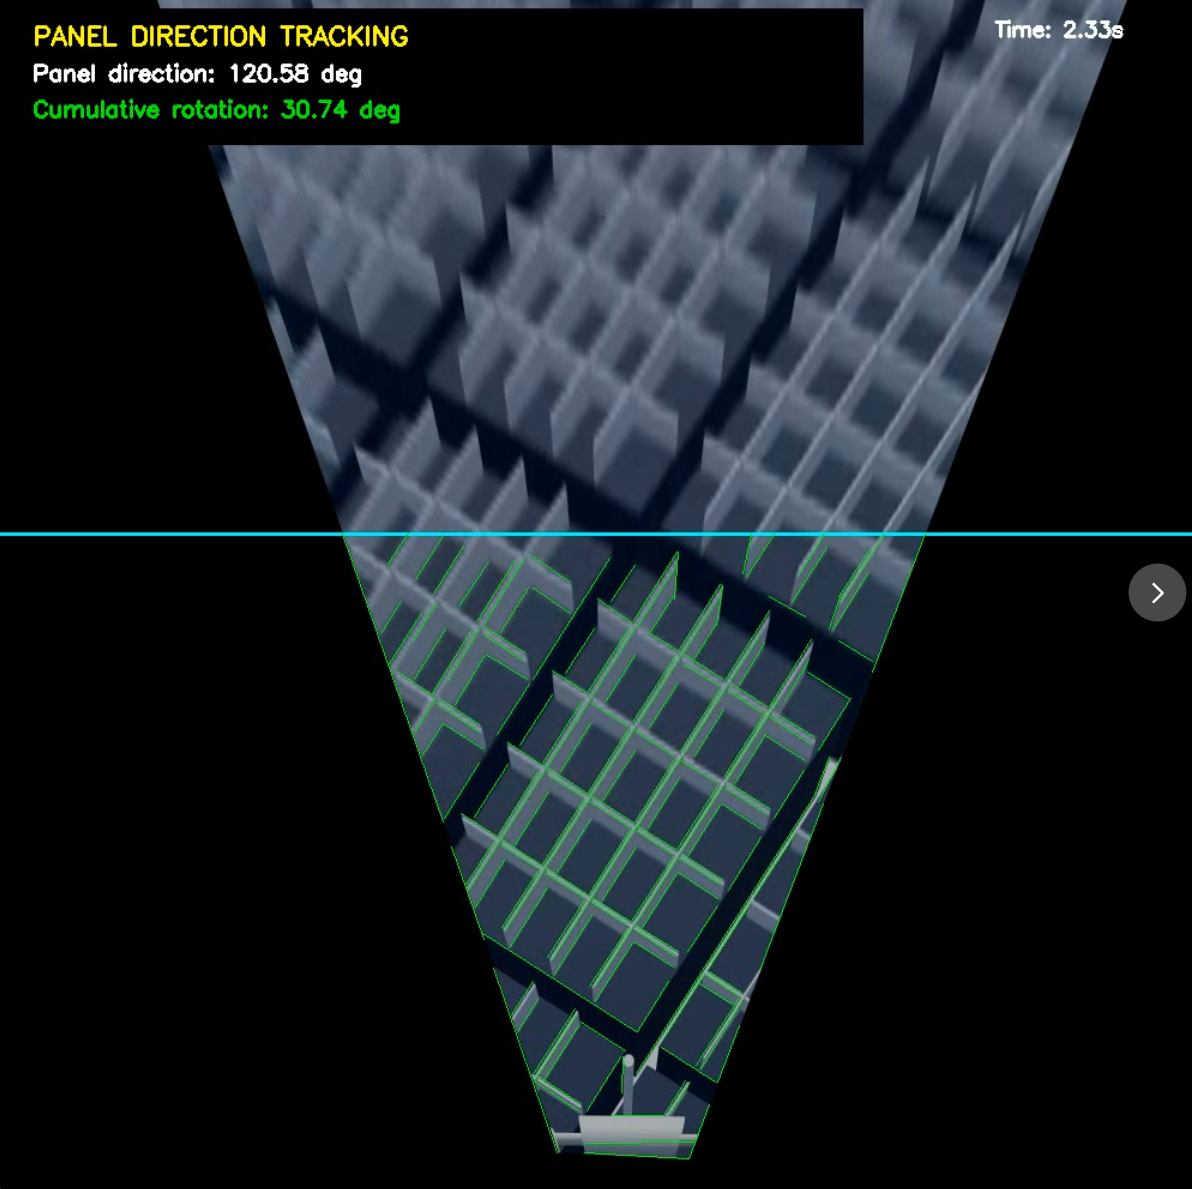 PANEL DIRECTION TRACKING
Panel direction: 120.58 deg
Cumulative rotation: 30.74 deg
Time: 2.33s